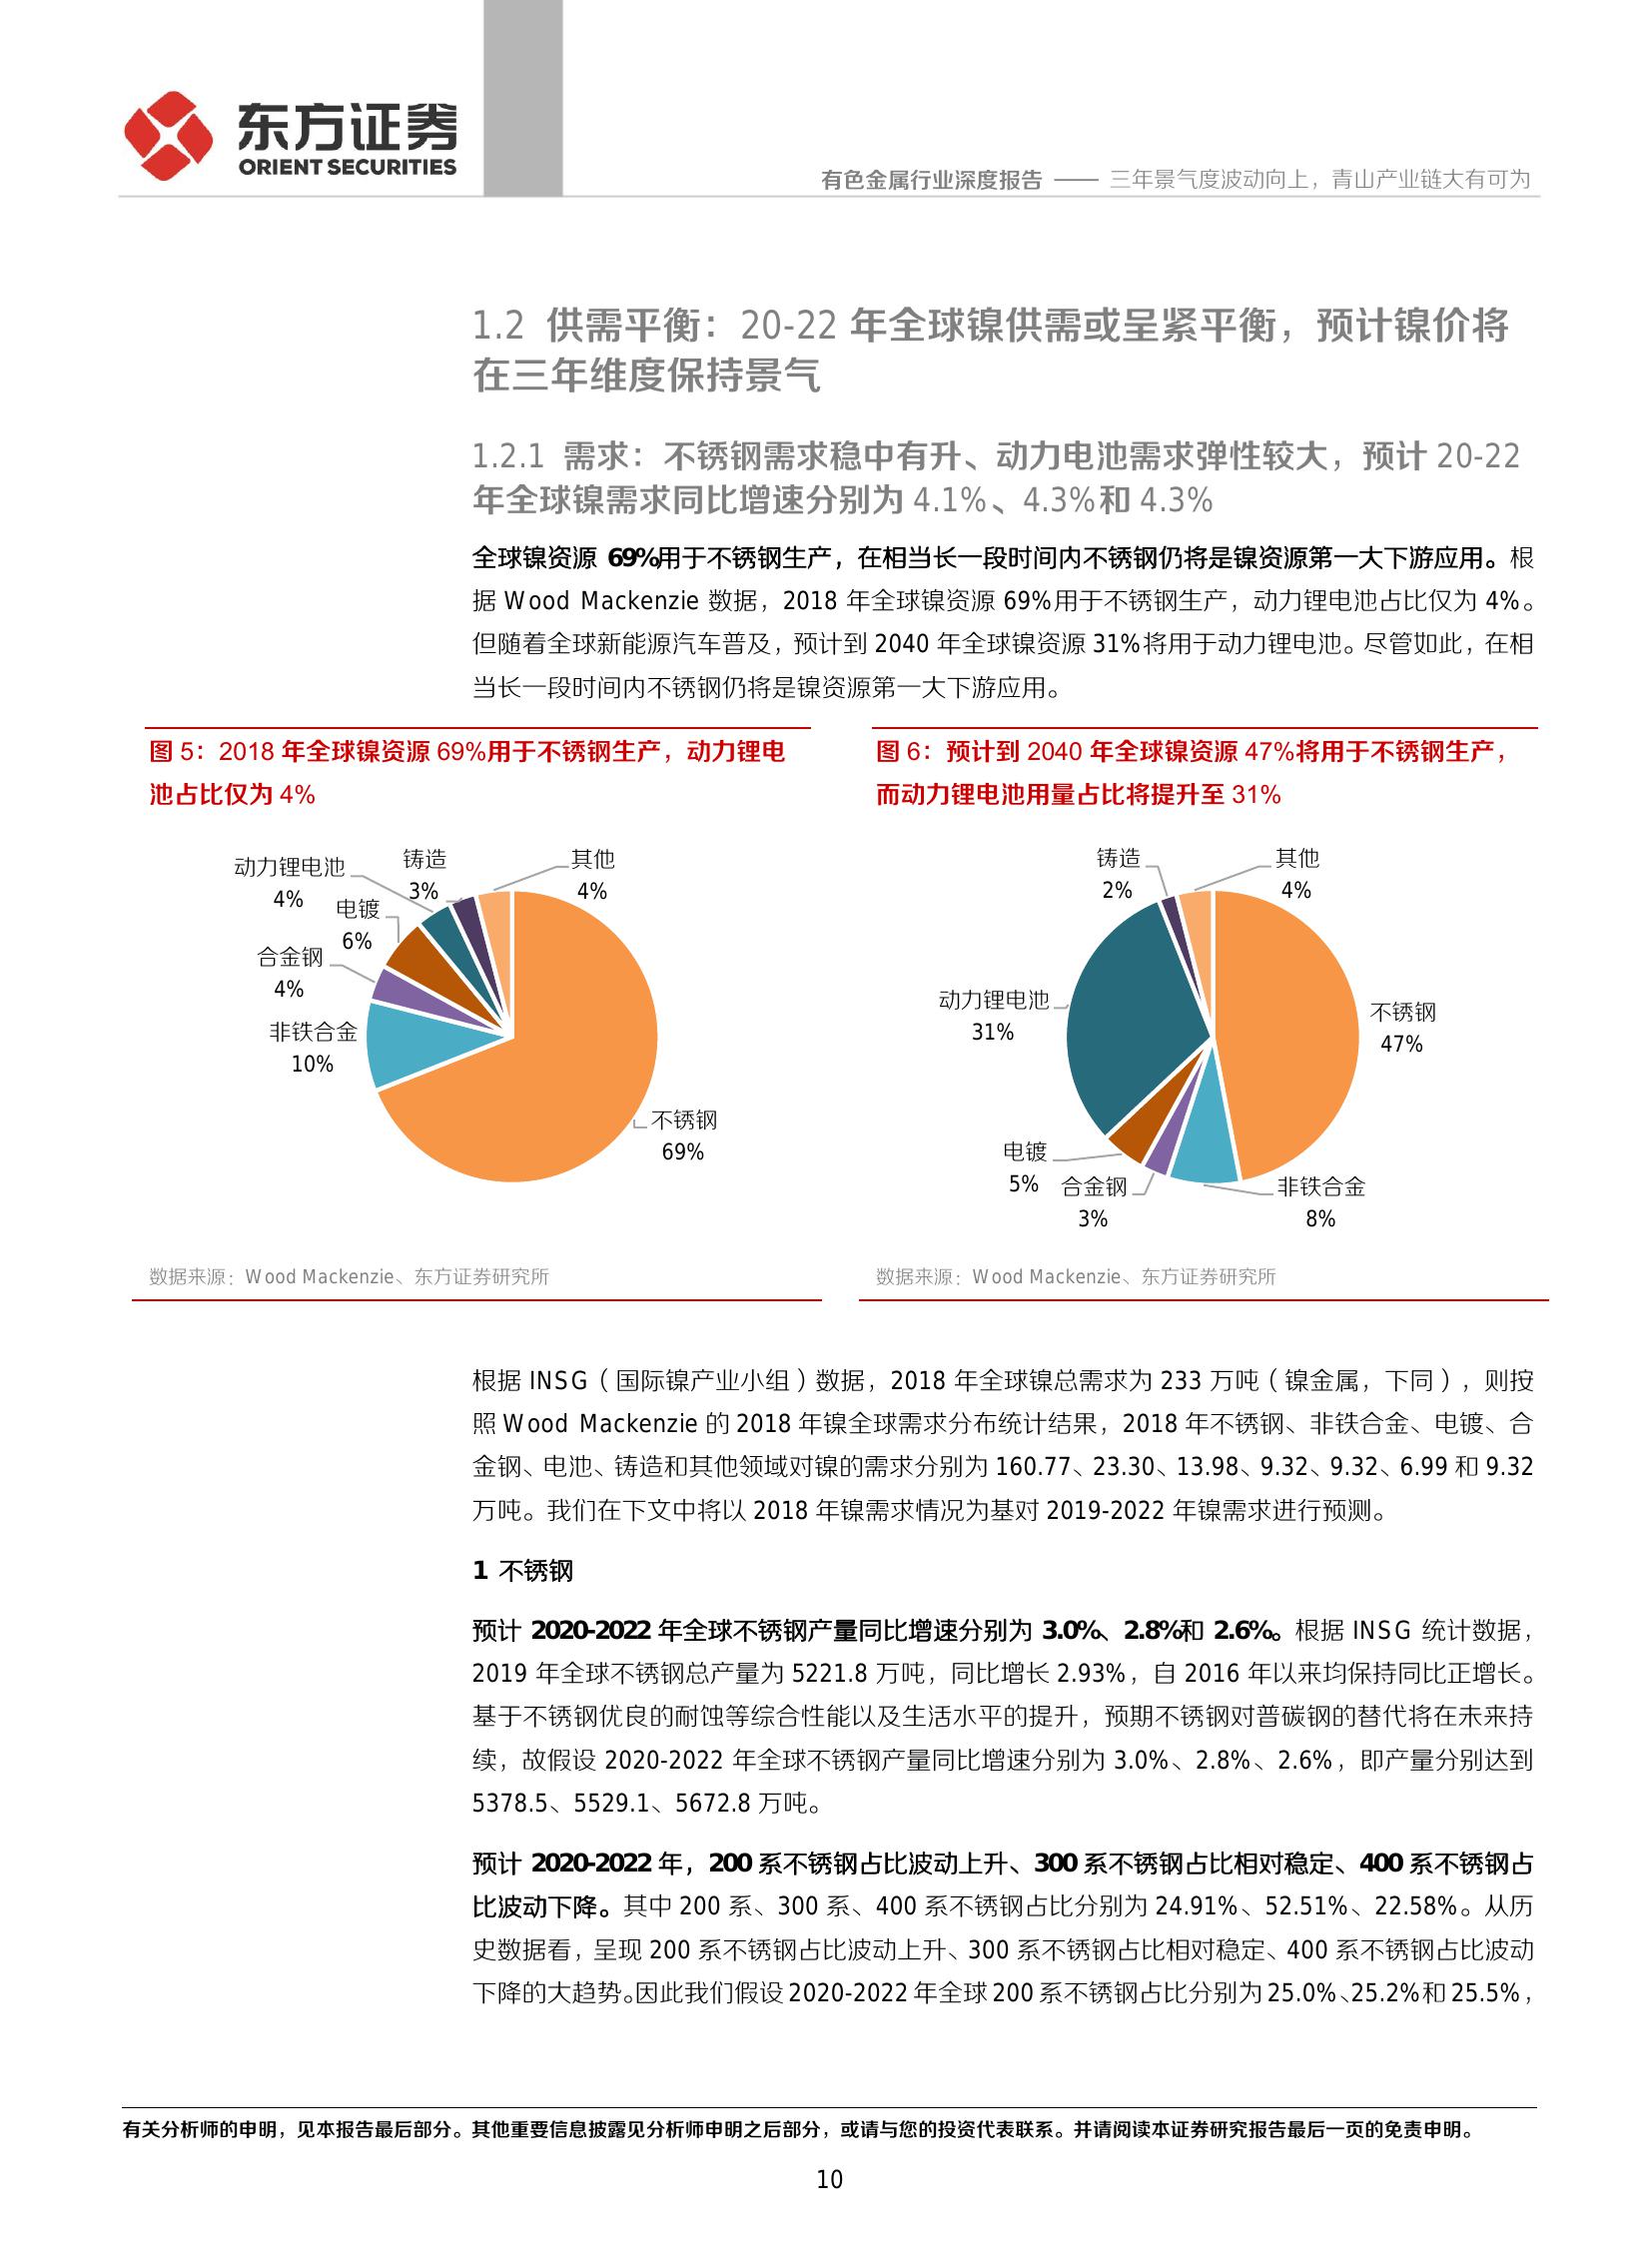 东方证券
ORIENT SECURITIES
有色金属行业深度报告 —— 三年景气度波动向上，青山产业链大有可为
1.2 供需平衡：20-22 年全球镍供需或呈紧平衡，预计镍价将
在三年维度保持景气
1.2.1 需求：不锈钢需求稳中有升、动力电池需求弹性较大，预计 20-22
年全球镍需求同比增速分别为 4.1%、4.3%和 4.3%
全球镍资源 69%用于不锈钢生产，在相当长一段时间内不锈钢仍将是镍资源第一大下游应用。根
据 Wood Mackenzie 数据，2018 年全球镍资源 69%用于不锈钢生产，动力锂电池占比仅为 4%。
但随着全球新能源汽车普及，预计到 2040 年全球镍资源 31%将用于动力锂电池。尽管如此，在相
当长一段时间内不锈钢仍将是镍资源第一大下游应用。
图 5：2018 年全球镍资源 69%用于不锈钢生产，动力锂电
池占比仅为 4%
动力锂电池
4%
铸造
3%
其他
4%
电镀
6%
合金钢
4%
非铁合金
10%
不锈钢
69%
数据来源：Wood Mackenzie、东方证券研究所
图 6：预计到 2040 年全球镍资源 47%将用于不锈钢生产，
而动力锂电池用量占比将提升至 31%
铸造
2%
其他
4%
动力锂电池
31%
不锈钢
47%
电镀
5%
合金钢
3%
非铁合金
8%
数据来源：Wood Mackenzie、东方证券研究所
根据 INSG（国际镍产业小组）数据，2018 年全球镍总需求为 233 万吨（镍金属，下同），则按
照 Wood Mackenzie 的 2018 年镍全球需求分布统计结果，2018 年不锈钢、非铁合金、电镀、合
金钢、电池、铸造和其他领域对镍的需求分别为 160.77、23.30、13.98、9.32、9.32、6.99 和 9.32
万吨。我们在下文中将以 2018 年镍需求情况为基对 2019-2022 年镍需求进行预测。
1 不锈钢
预计 2020-2022 年全球不锈钢产量同比增速分别为 3.0%、2.8%和 2.6%。根据 INSG 统计数据，
2019 年全球不锈钢总产量为 5221.8 万吨，同比增长 2.93%，自 2016 年以来均保持同比正增长。
基于不锈钢优良的耐蚀等综合性能以及生活水平的提升，预期不锈钢对普碳钢的替代将在未来持
续，故假设 2020-2022 年全球不锈钢产量同比增速分别为 3.0%、2.8%、2.6%，即产量分别达到
5378.5、5529.1、5672.8 万吨。
预计 2020-2022 年，200 系不锈钢占比波动上升、300 系不锈钢占比相对稳定、400 系不锈钢占
比波动下降。其中 200 系、300 系、400 系不锈钢占比分别为 24.91%、52.51%、22.58%。从历
史数据看，呈现 200 系不锈钢占比波动上升、300 系不锈钢占比相对稳定、400 系不锈钢占比波动
下降的大趋势。因此我们假设 2020-2022 年全球 200 系不锈钢占比分别为 25.0%、25.2%和 25.5%，
有关分析师的申明，见本报告最后部分。其他重要信息披露见分析师申明之后部分，或请与您的投资代表联系。并请阅读本证券研究报告最后一页的免责申明。
10